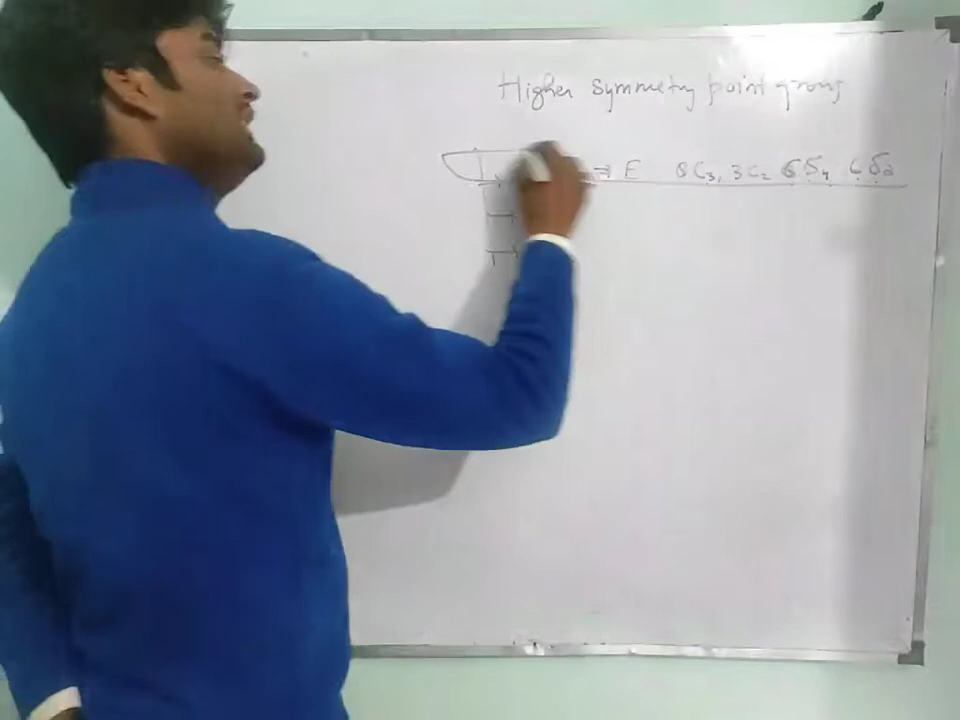 Higher symmetry point groups
⇒ E 8C₃, 3C₂ 6S₄ 6σd